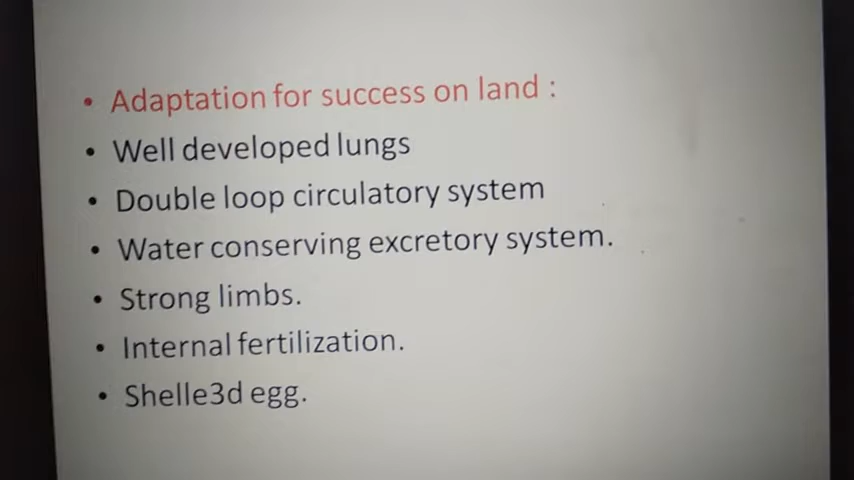 • Adaptation for success on land :
• Well developed lungs
• Double loop circulatory system
• Water conserving excretory system.
• Strong limbs.
• Internal fertilization.
• Shelle3d egg.